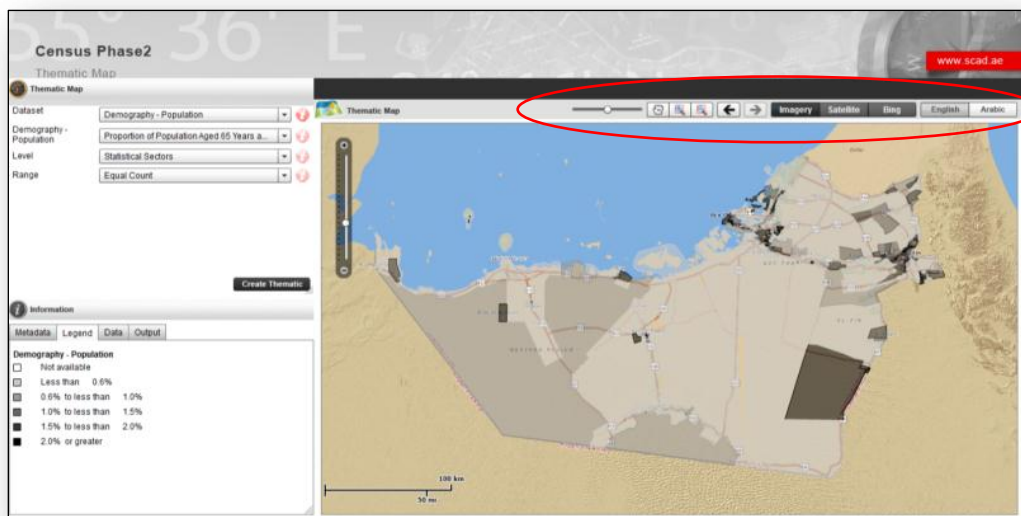 55° 36' E
Census Phase2
Thematic Map
www.scad.ae
Thematic Map
Dataset
Demography - Population
Demography - Population
Proportion of Population Aged 65 Years a...
Level
Statistical Sectors
Range
Equal Count
Create Thematic
Information
Metadata
Legend
Data
Output
Demography - Population
Not available
Less than 0.6%
0.6% to less than 1.0%
1.0% to less than 1.5%
1.5% to less than 2.0%
2.0% or greater
Thematic Map
Imagery
Satellite
Bing
English
Arabic
100 km
50 mi